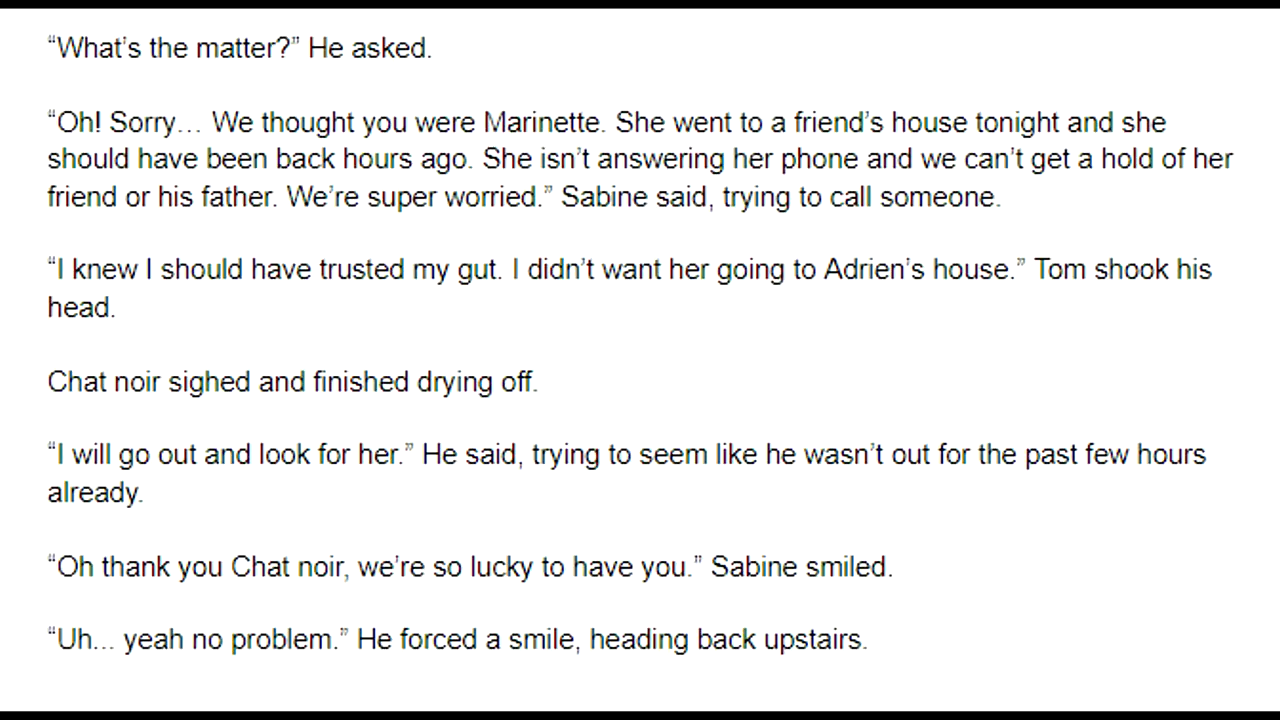 “What’s the matter?” He asked.
“Oh! Sorry… We thought you were Marinette. She went to a friend’s house tonight and she
should have been back hours ago. She isn’t answering her phone and we can’t get a hold of her
friend or his father. We’re super worried.” Sabine said, trying to call someone.
“I knew I should have trusted my gut. I didn’t want her going to Adrien’s house.” Tom shook his
head.
Chat noir sighed and finished drying off.
“I will go out and look for her.” He said, trying to seem like he wasn’t out for the past few hours
already.
“Oh thank you Chat noir, we’re so lucky to have you.” Sabine smiled.
“Uh… yeah no problem.” He forced a smile, heading back upstairs.